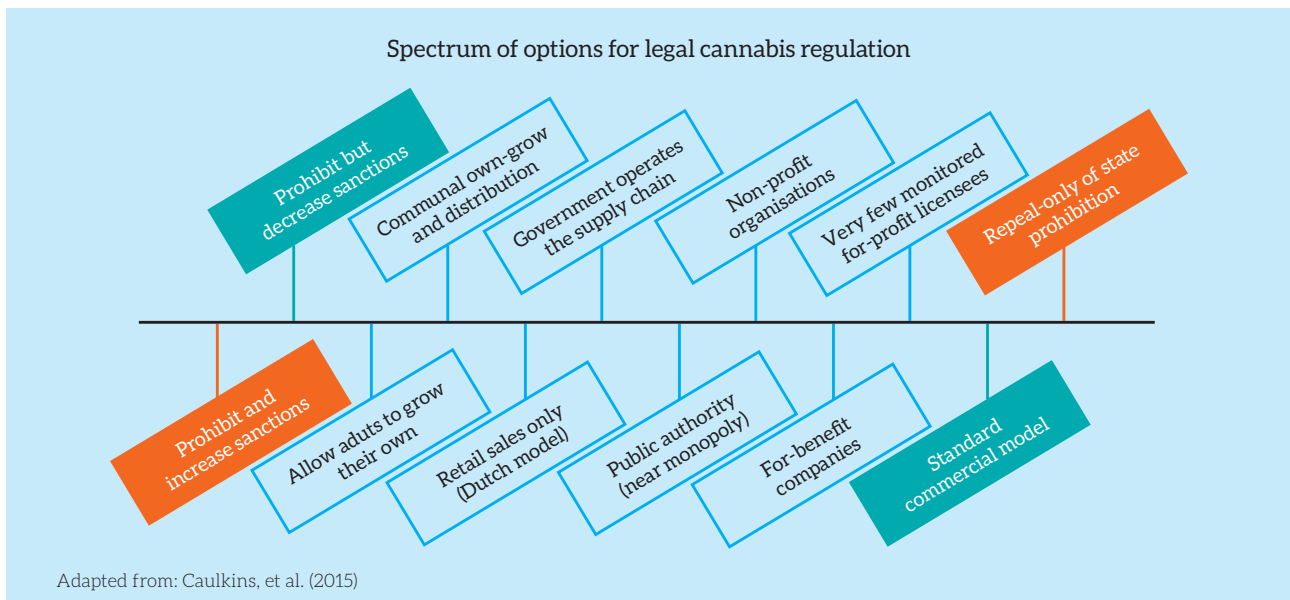 Spectrum of options for legal cannabis regulation
Prohibit but
decrease sanctions
Communal own-grow
and distribution
Government operates
the supply chain
Non-profit
organisations
Very few monitored
for-profit licensees
Repeal-only of state
prohibition
Prohibit and
increase sanctions
Allow aduts to grow
their own
Retail sales only
(Dutch model)
Public authority
(near monopoly)
For-benefit
companies
Standard
commercial model
Adapted from: Caulkins, et al. (2015)